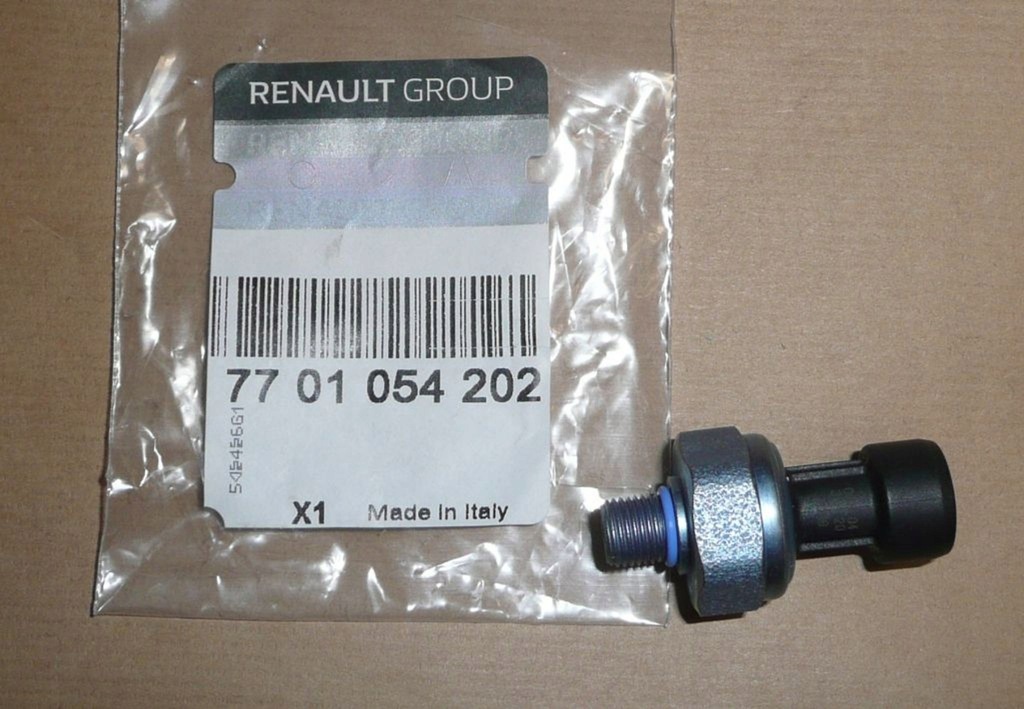 RENAULT GROUP
77 01 054 202
X1 Made in Italy